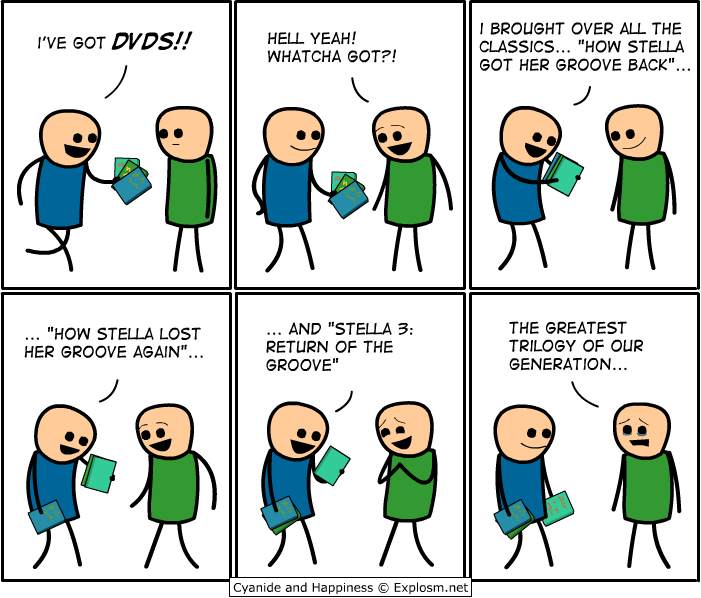 I'VE GOT DVDS!!
HELL YEAH!
WHATCHA GOT?!
I BROUGHT OVER ALL THE
CLASSICS... "HOW STELLA
GOT HER GROOVE BACK"...
... "HOW STELLA LOST
HER GROOVE AGAIN"...
... AND "STELLA 3:
RETURN OF THE
GROOVE"
THE GREATEST
TRILOGY OF OUR
GENERATION...
Cyanide and Happiness © Explosm.net